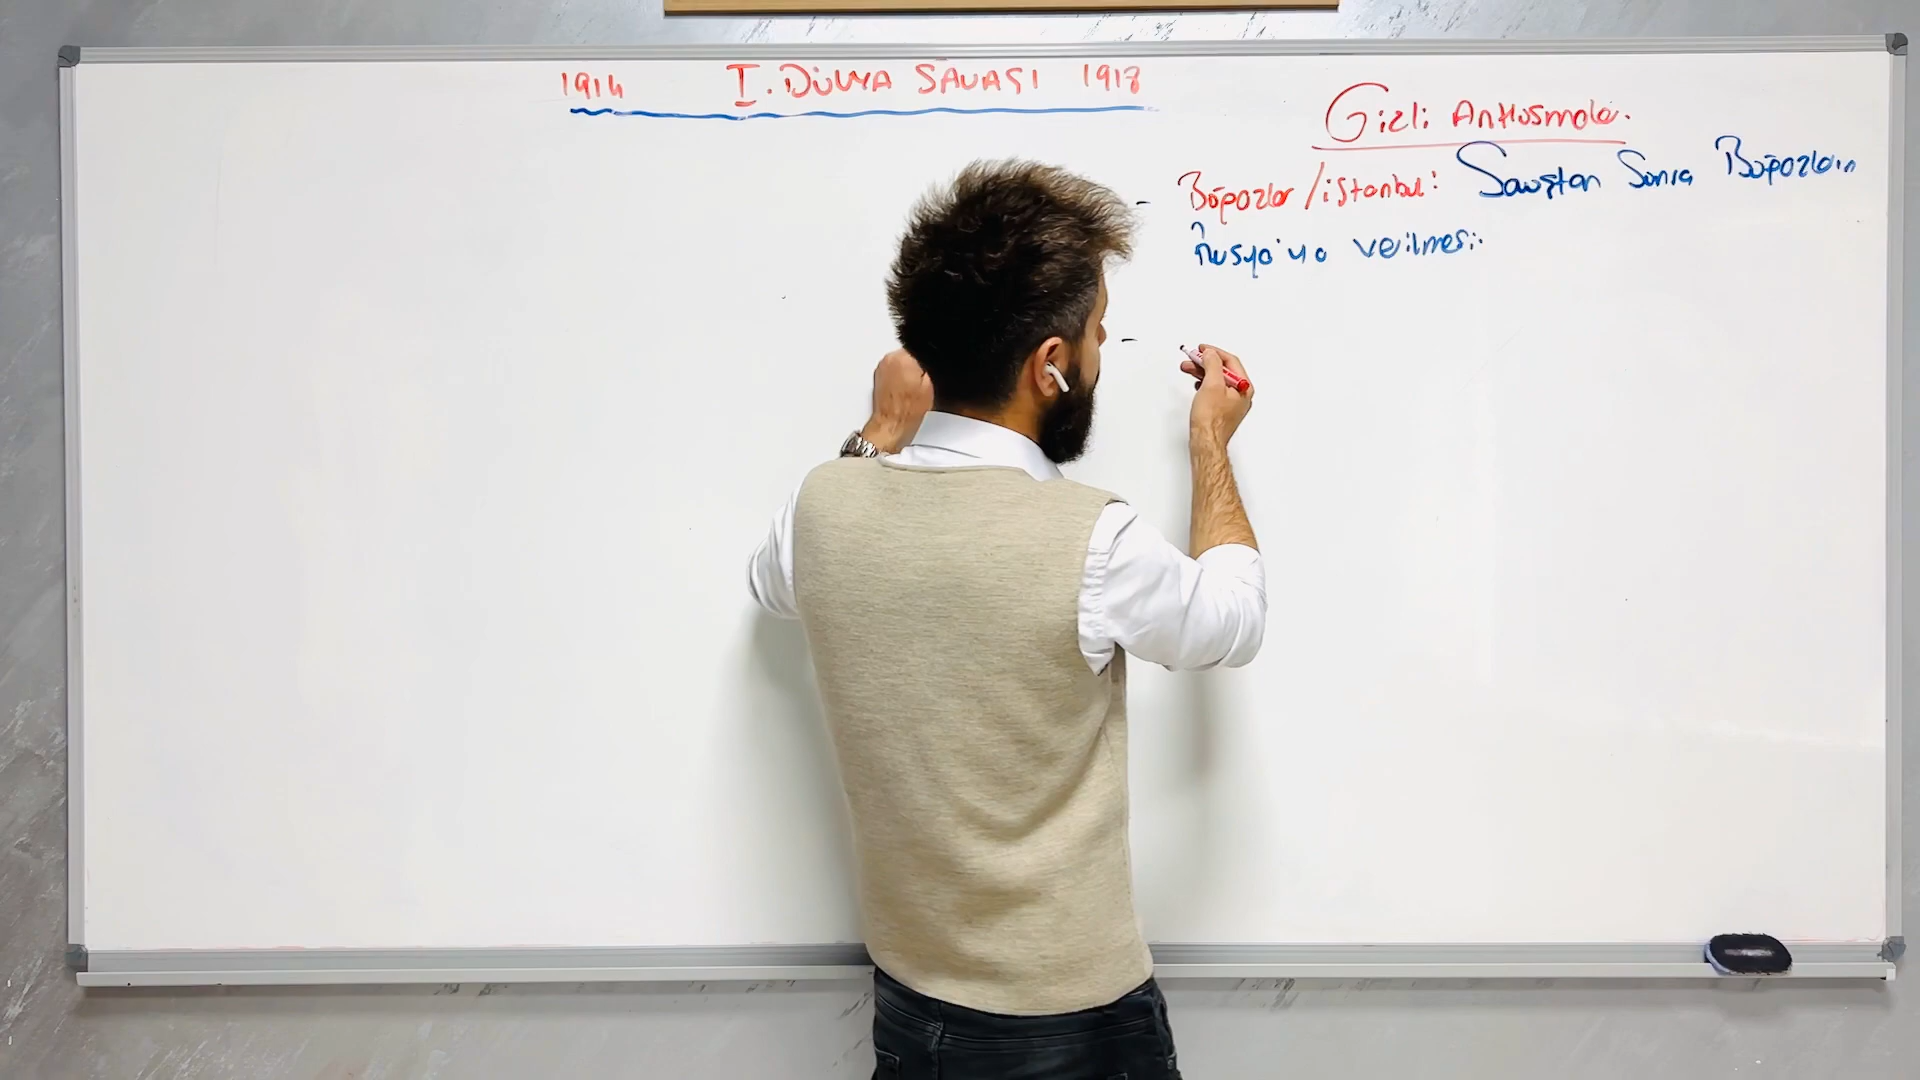 1914 I. DÜNYA SAVAŞI 1918
Gizli Antlaşmalar.
- Boğazlar / İstanbul: Savaştan Sonra Boğazların
Rusya'ya verilmesi.
-